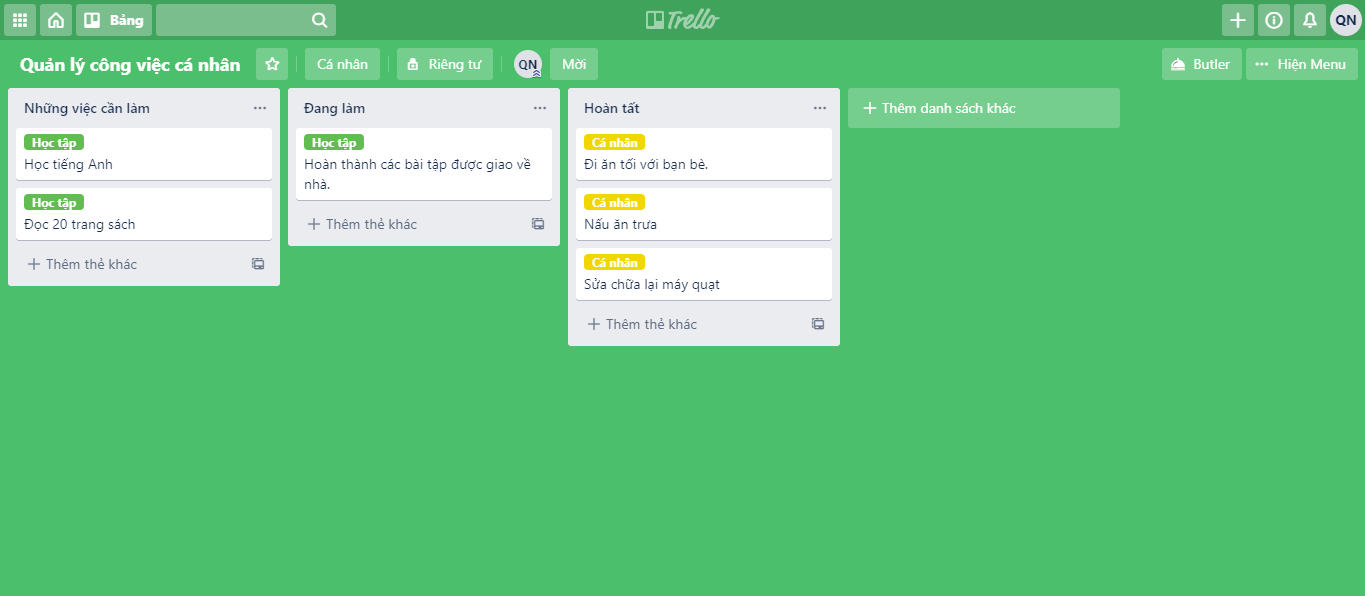 Bảng
Trello
QN
Quản lý công việc cá nhân
Cá nhân
Riêng tư
QN
Mời
Butler
Hiện Menu
Những việc cần làm
Học tập
Học tiếng Anh
Học tập
Đọc 20 trang sách
Thêm thẻ khác
Đang làm
Học tập
Hoàn thành các bài tập được giao về
nhà.
Thêm thẻ khác
Hoàn tất
Cá nhân
Đi ăn tối với bạn bè.
Cá nhân
Nấu ăn trưa
Cá nhân
Sửa chữa lại máy quạt
Thêm thẻ khác
Thêm danh sách khác